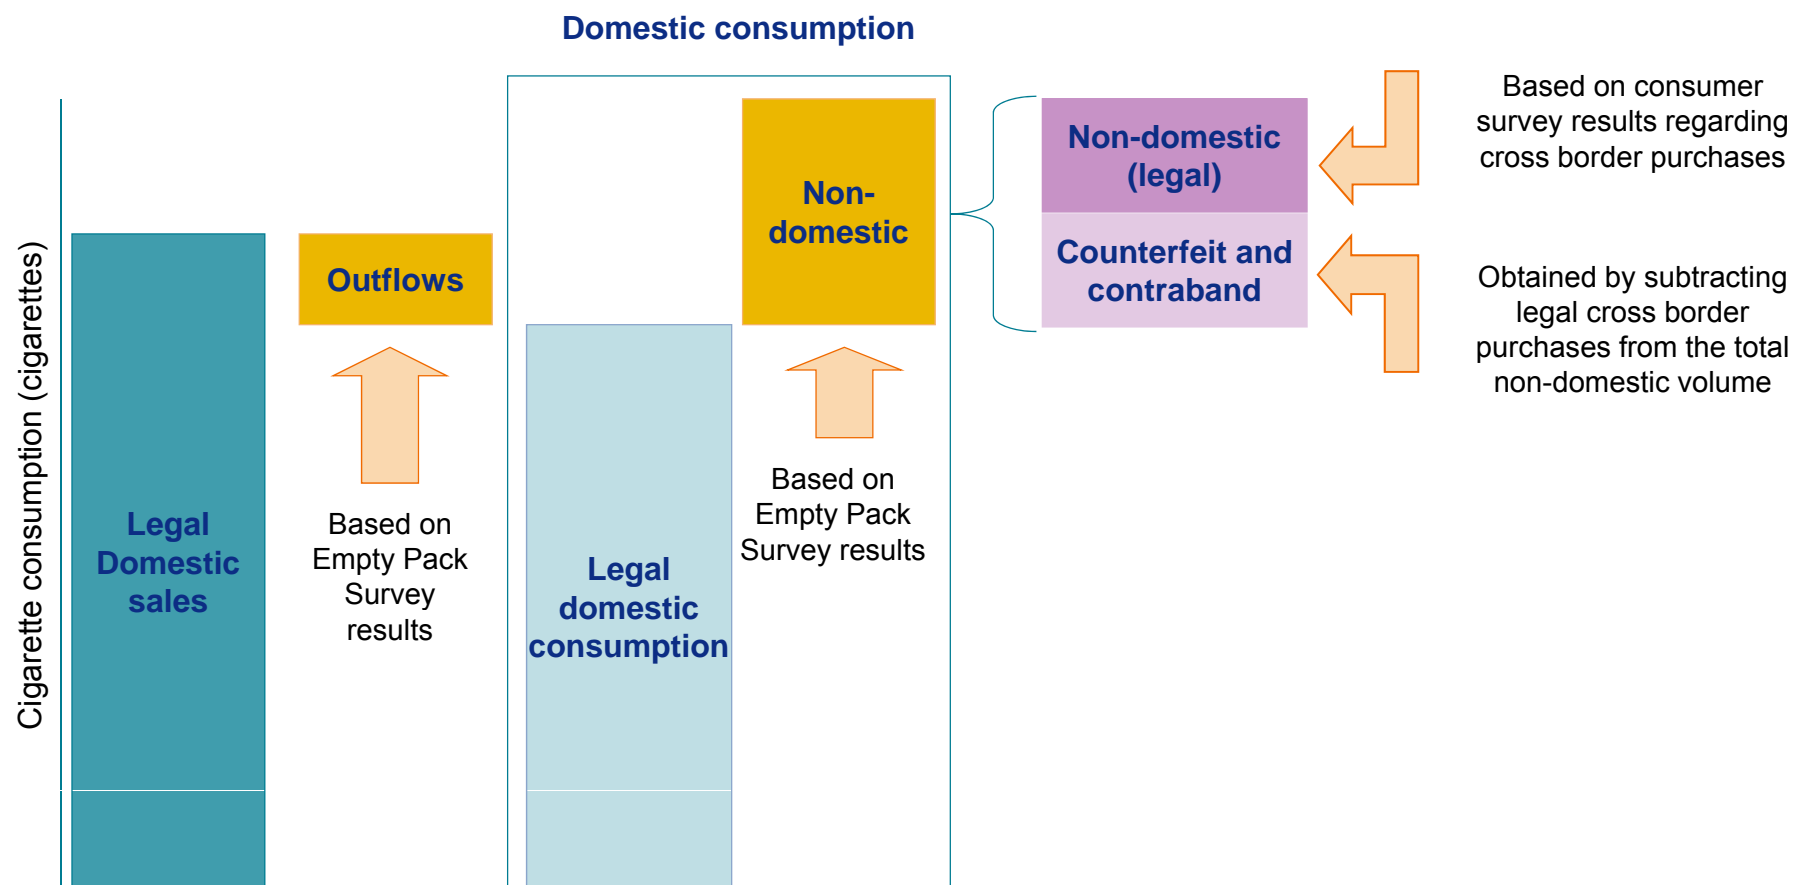 Domestic consumption
Cigarette consumption (cigarettes)
Legal
Domestic
sales
Outflows
Based on
Empty Pack
Survey
results
Legal
domestic
consumption
Non-
domestic
Based on
Empty Pack
Survey results
Non-domestic
(legal)
Counterfeit and
contraband
Based on consumer
survey results regarding
cross border purchases
Obtained by subtracting
legal cross border
purchases from the total
non-domestic volume